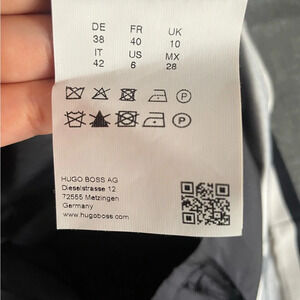 DE FR UK
38 40 10
IT US MX
42 6 28
P
P
HUGO BOSS AG
Dieselstrasse 12
72555 Metzingen
Germany
www.hugoboss.com